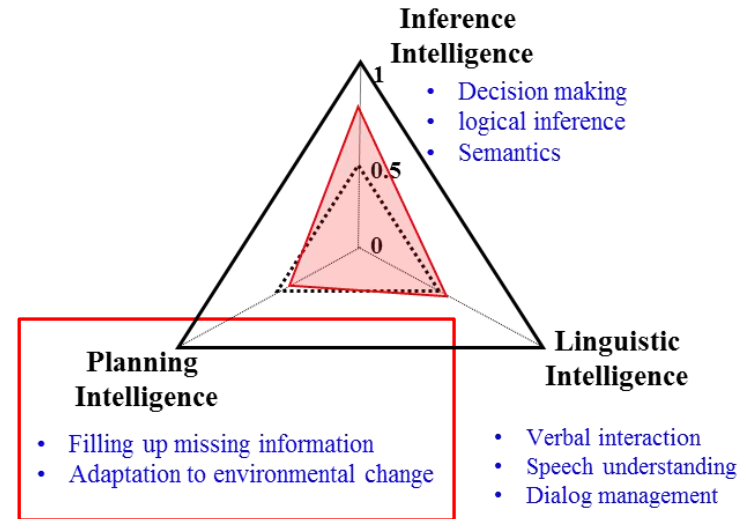 Inference
Intelligence
1
• Decision making
• logical inference
• Semantics
0.5
0
Planning
Intelligence
• Filling up missing information
• Adaptation to environmental change
Linguistic
Intelligence
• Verbal interaction
• Speech understanding
• Dialog management